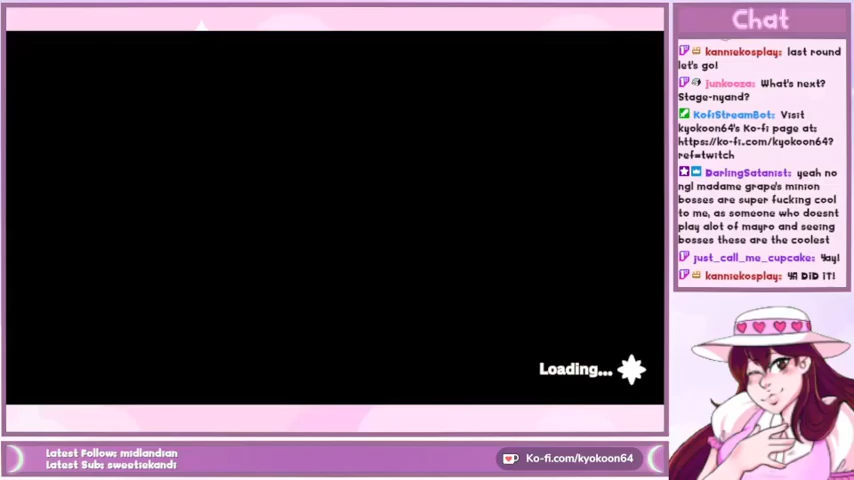 Chat
kanniekosplay: last round
let's go!
junkooza: What's next?
Stage-nyand?
KofiStreamBot: Visit
kyokoon64's Ko-fi page at:
https://ko-fi.com/kyokoon64?
ref=twitch
DarlingSatanist: yeah no
ngl madame grape's minion
bosses are super fucking cool
to me, as someone who doesnt
play alot of mayro and seeing
bosses these are the coolest
just_call_me_cupcake: Yay!
kanniekosplay: YA DID IT!
Loading...
Latest Follow: midlandian
Latest Sub: sweetiekandi
Ko-fi.com/kyokoon64